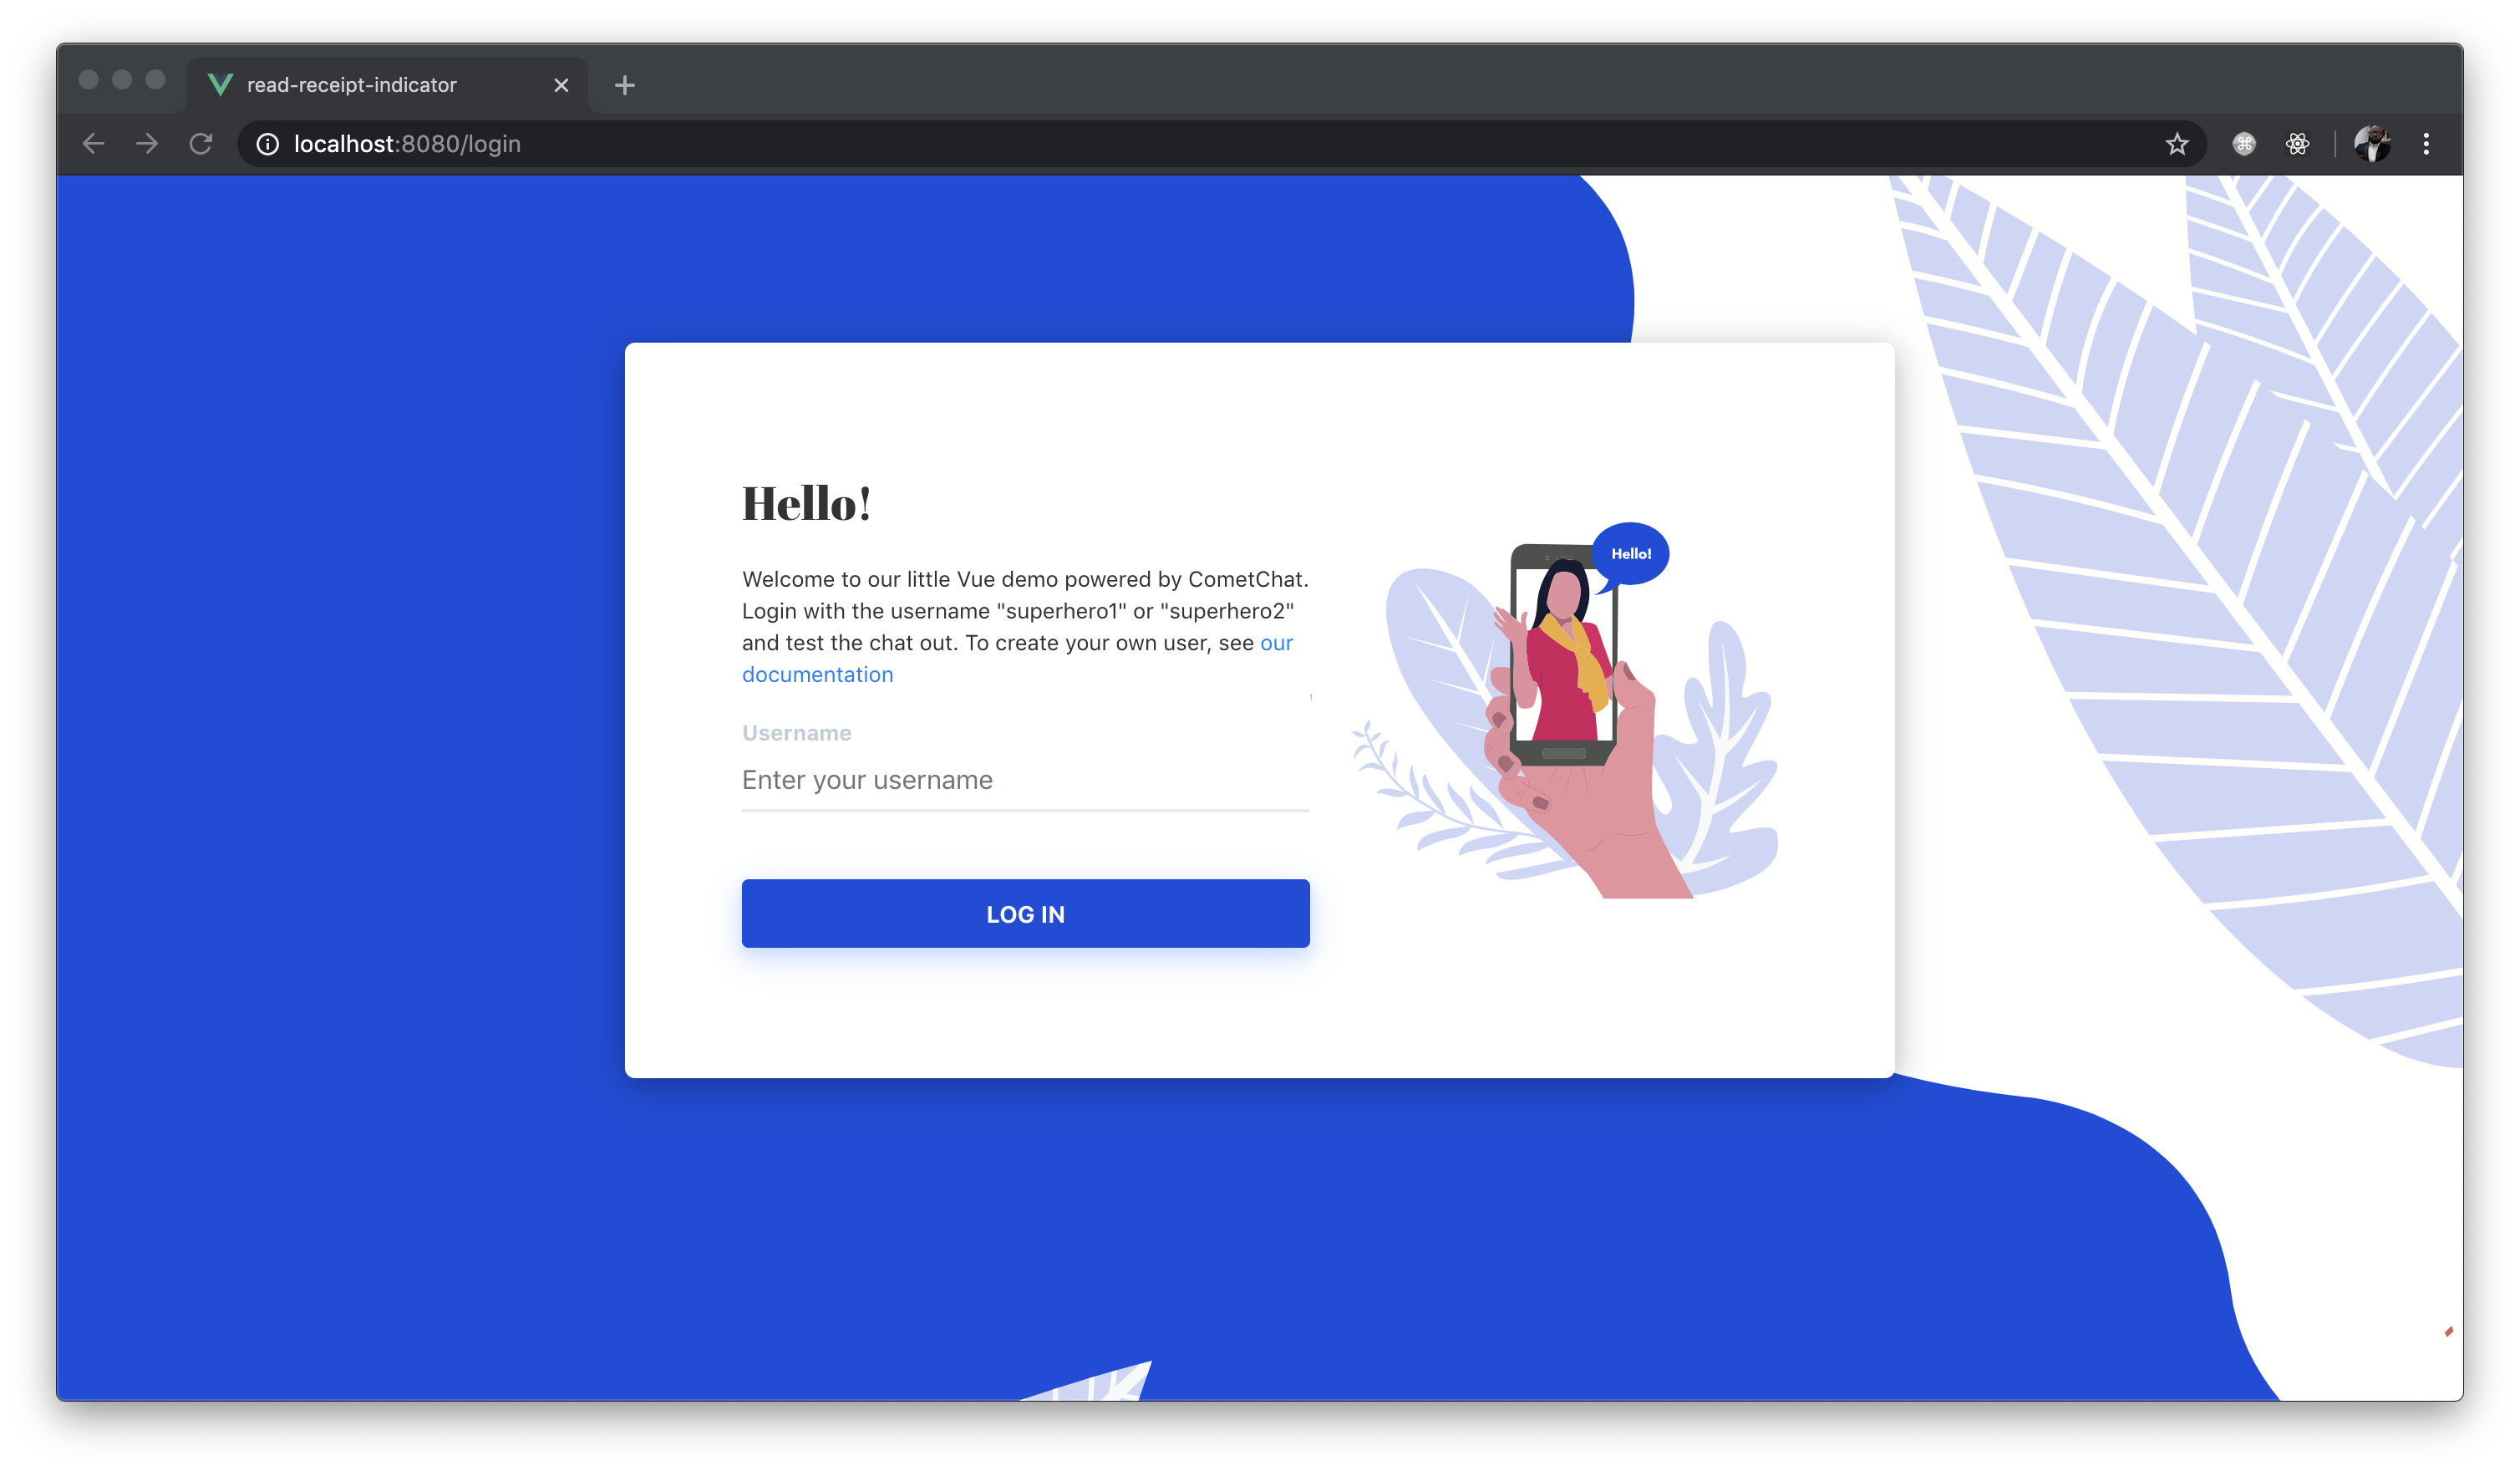 read-receipt-indicator
localhost:8080/login
Hello!
Welcome to our little Vue demo powered by CometChat.
Login with the username "superhero1" or "superhero2"
and test the chat out. To create your own user, see our
documentation
Username
Enter your username
LOG IN
Hello!